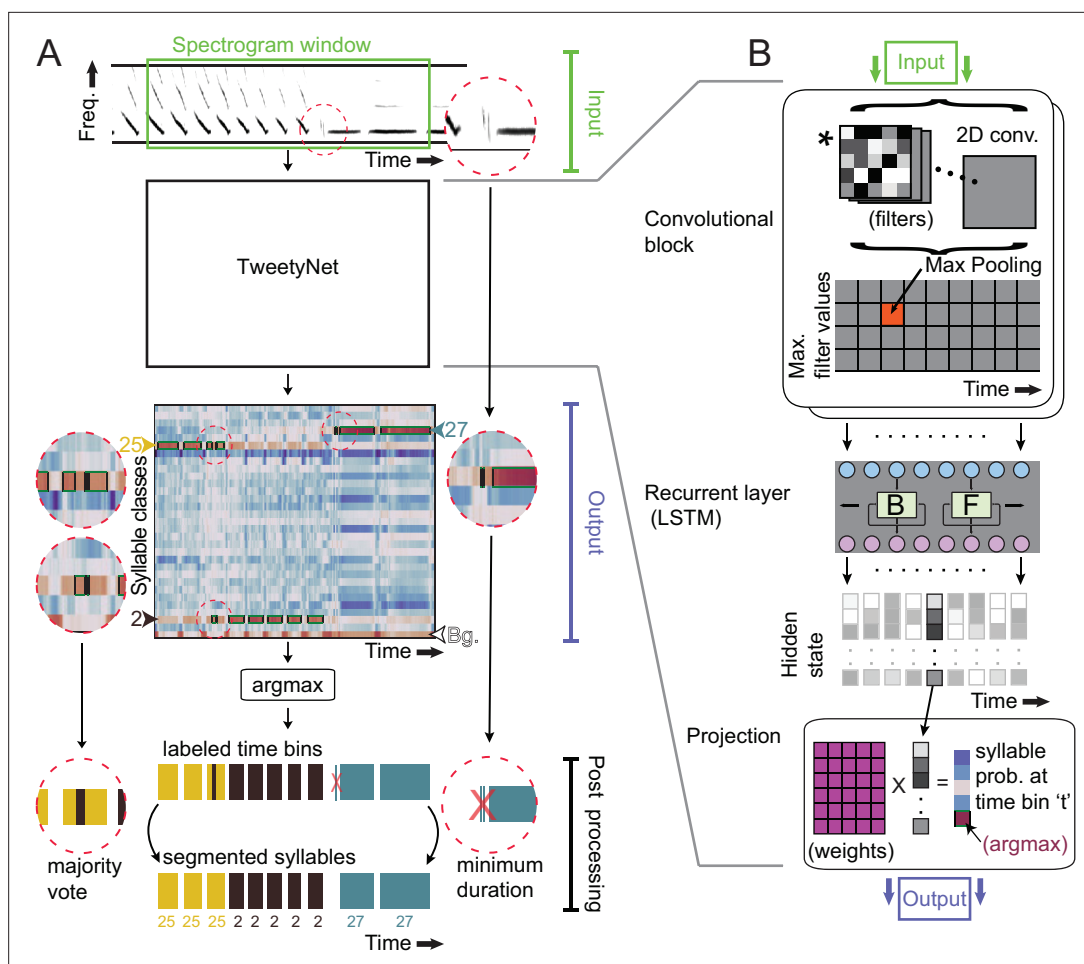 A
Spectrogram window
Freq.
Time
Input
TweetyNet
25
27
Syllable classes
2
Bg.
Time
Output
argmax
labeled time bins
majority
vote
segmented syllables
minimum
duration
25 25 25 2 2 2 2 2 27 27
Time
Post processing
B
Input
Convolutional
block
*
2D conv.
(filters)
Max Pooling
Max.
filter values
Time
Recurrent layer
(LSTM)
B F
Hidden
state
Time
Projection
X =
syllable
prob. at
time bin ‘t’
(weights)
(argmax)
Output